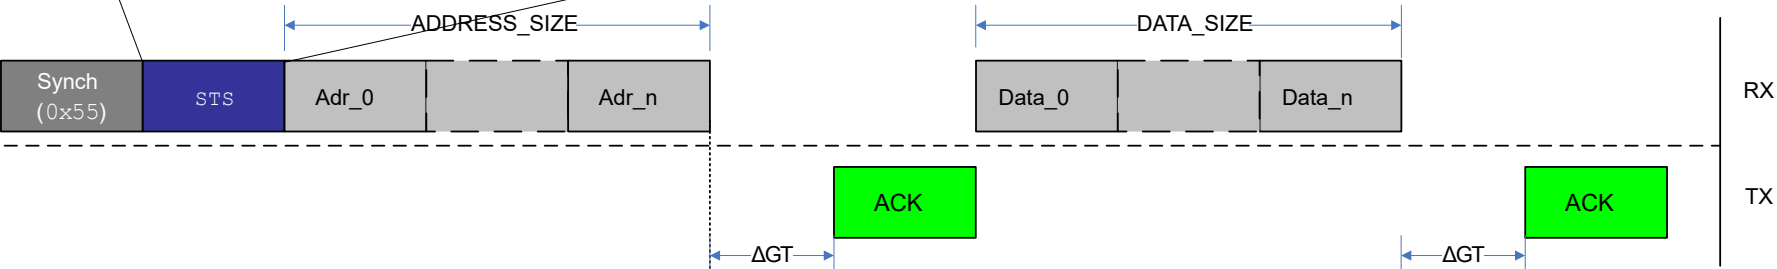 ADDRESS_SIZE
DATA_SIZE
Synch
(0x55)
STS
Adr_0
Adr_n
Data_0
Data_n
RX
ACK
ACK
TX
ΔGT
ΔGT